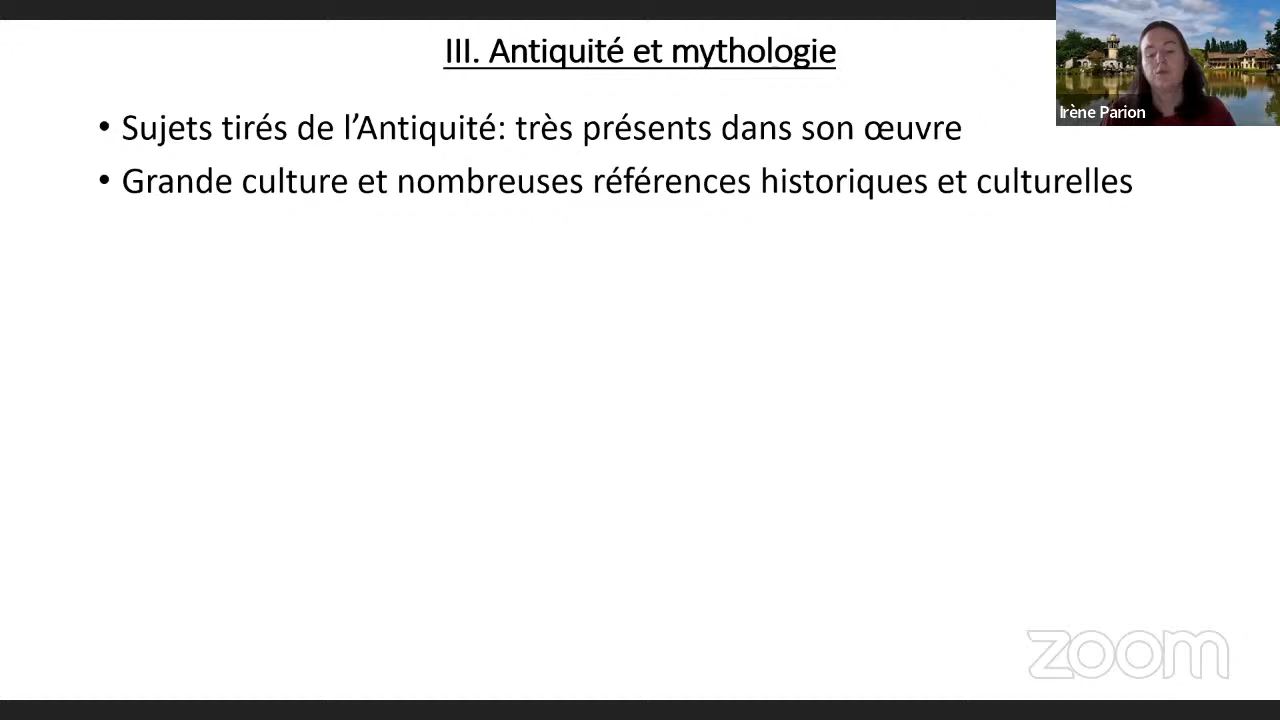 III. Antiquité et mythologie
• Sujets tirés de l’Antiquité: très présents dans son œuvre
• Grande culture et nombreuses références historiques et culturelles
Irène Parion
zoom